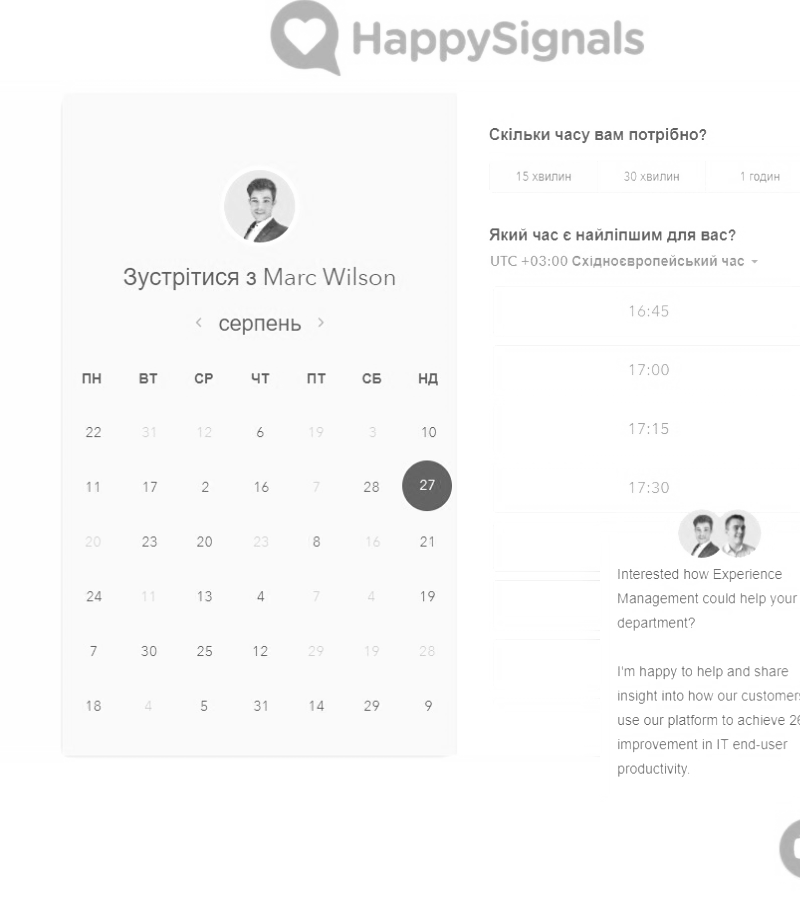 HappySignals
Зустрітися з Marc Wilson
серпень
ПН ВТ СР ЧТ ПТ СБ НД
22 31 12 6 19 3 10
11 17 2 16 7 28 27
20 23 20 23 8 16 21
24 11 13 4 7 4 19
7 30 25 12 29 19 28
18 4 5 31 14 29 9
Скільки часу вам потрібно?
15 хвилин 30 хвилин 1 годин
Який час є найліпшим для вас?
UTC +03:00 Східноєвропейський час
16:45
17:00
17:15
17:30
Interested how Experience
Management could help your
department?
I'm happy to help and share
insight into how our customers
use our platform to achieve 26
improvement in IT end-user
productivity.